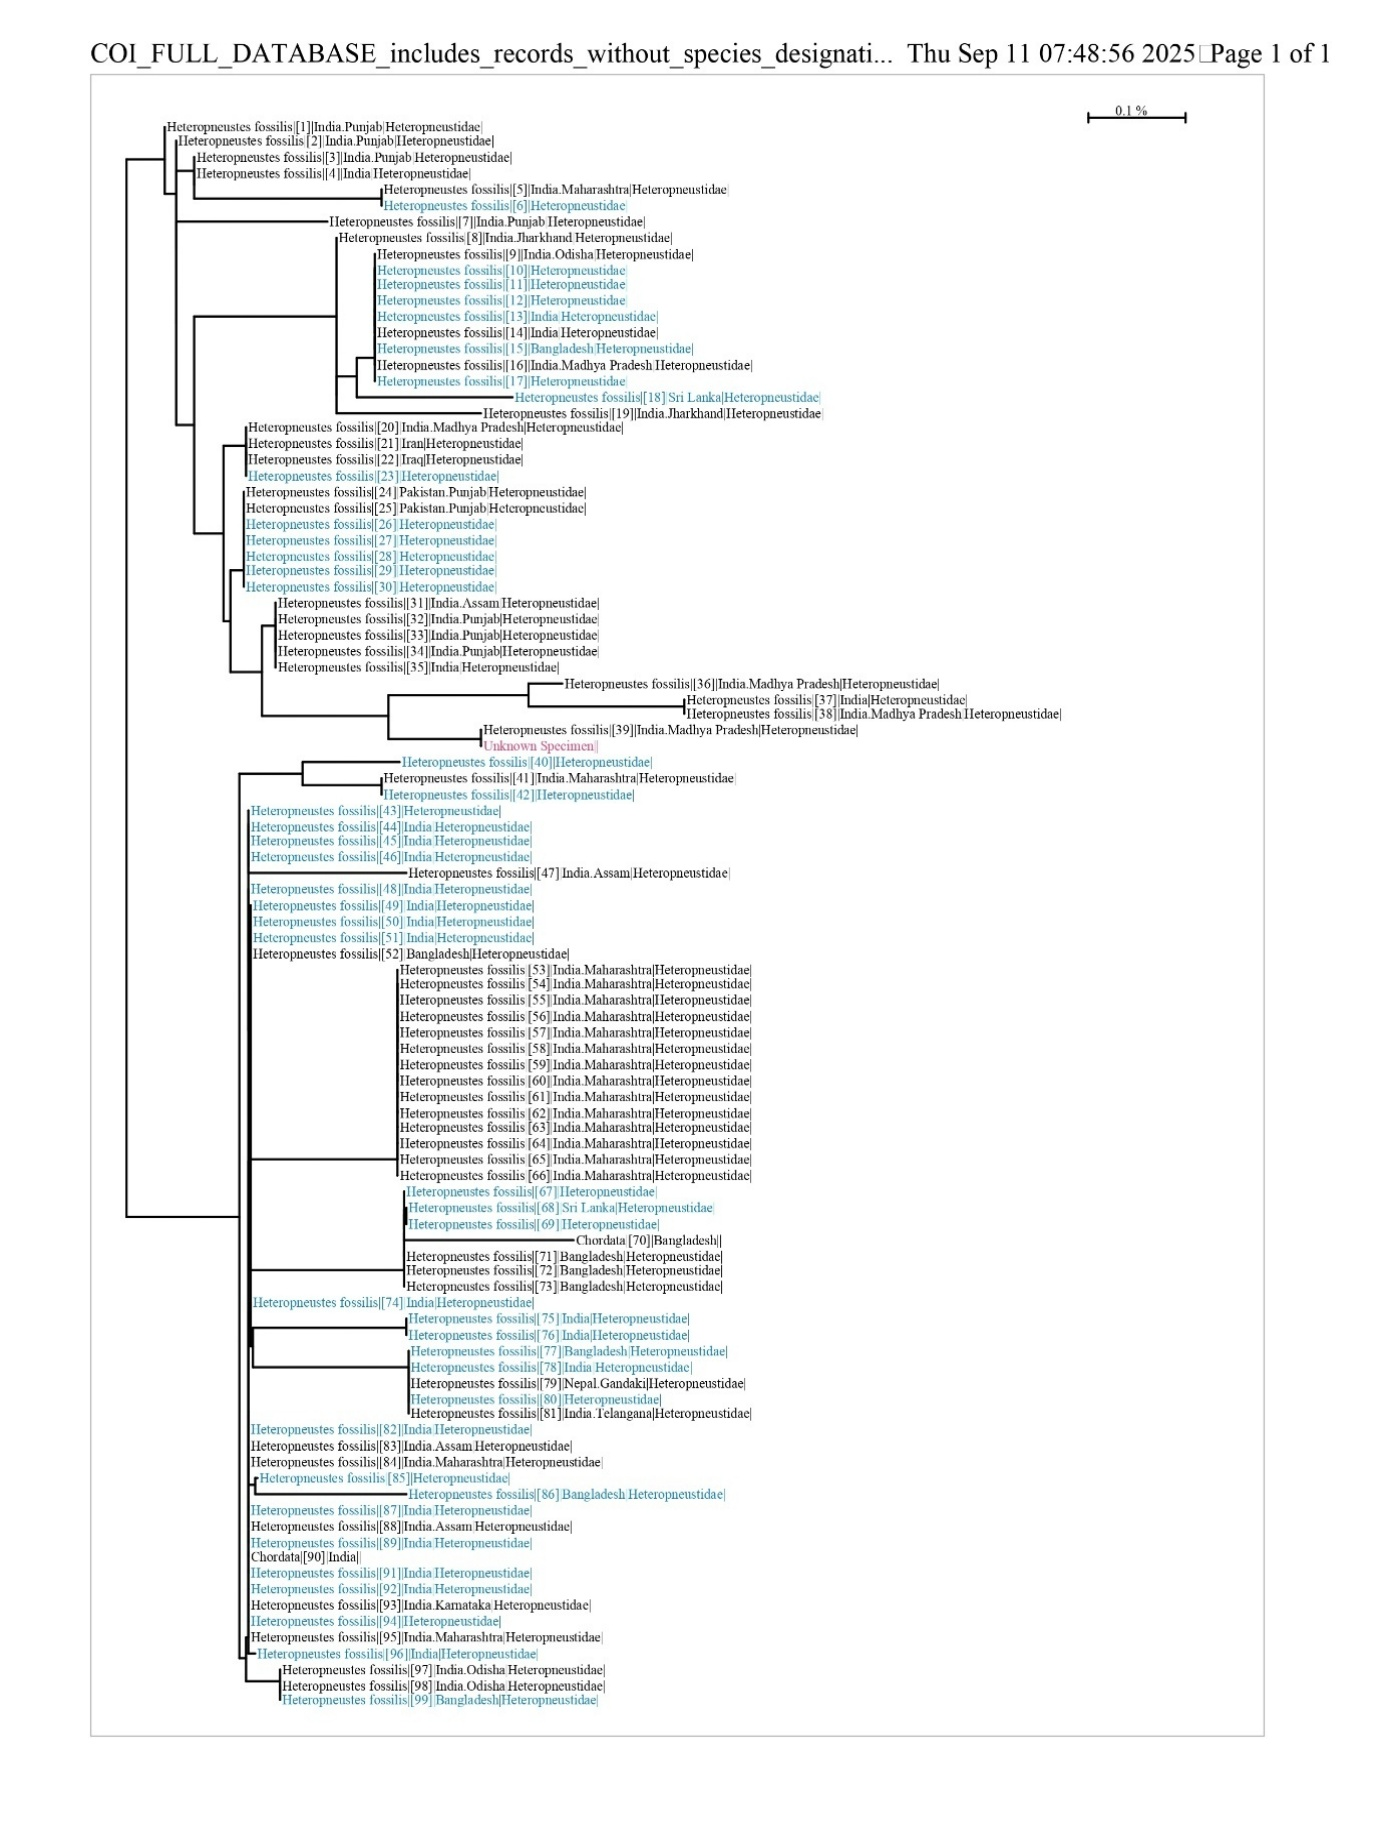 COI_FULL_DATABASE_includes_records_without_species_designati... Thu Sep 11 07:48:56 2025□Page 1 of 1
0.1 %
Heteropneustes fossilis|[1]|India.Punjab|Heteropneustidae|
Heteropneustes fossilis|[2]|India.Punjab|Heteropneustidae|
Heteropneustes fossilis|[3]|India.Punjab|Heteropneustidae|
Heteropneustes fossilis|[4]|India|Heteropneustidae|
Heteropneustes fossilis|[5]|India.Maharashtra|Heteropneustidae|
Heteropneustes fossilis|[6]|Heteropneustidae|
Heteropneustes fossilis|[7]|India.Punjab|Heteropneustidae|
Heteropneustes fossilis|[8]|India.Jharkhand|Heteropneustidae|
Heteropneustes fossilis|[9]|India.Odisha|Heteropneustidae|
Heteropneustes fossilis|[10]|Heteropneustidae|
Heteropneustes fossilis|[11]|Heteropneustidae|
Heteropneustes fossilis|[12]|Heteropneustidae|
Heteropneustes fossilis|[13]|India|Heteropneustidae|
Heteropneustes fossilis|[14]|India|Heteropneustidae|
Heteropneustes fossilis|[15]|Bangladesh|Heteropneustidae|
Heteropneustes fossilis|[16]|India.Madhya Pradesh|Heteropneustidae|
Heteropneustes fossilis|[17]|Heteropneustidae|
Heteropneustes fossilis|[18]|Sri Lanka|Heteropneustidae|
Heteropneustes fossilis|[19]|India.Jharkhand|Heteropneustidae|
Heteropneustes fossilis|[20]|India.Madhya Pradesh|Heteropneustidae|
Heteropneustes fossilis|[21]|Iran|Heteropneustidae|
Heteropneustes fossilis|[22]|Iraq|Heteropneustidae|
Heteropneustes fossilis|[23]|Heteropneustidae|
Heteropneustes fossilis|[24]|Pakistan.Punjab|Heteropneustidae|
Heteropneustes fossilis|[25]|Pakistan.Punjab|Heteropneustidae|
Heteropneustes fossilis|[26]|Heteropneustidae|
Heteropneustes fossilis|[27]|Heteropneustidae|
Heteropneustes fossilis|[28]|Heteropneustidae|
Heteropneustes fossilis|[29]|Heteropneustidae|
Heteropneustes fossilis|[30]|Heteropneustidae|
Heteropneustes fossilis|[31]|India.Assam|Heteropneustidae|
Heteropneustes fossilis|[32]|India.Punjab|Heteropneustidae|
Heteropneustes fossilis|[33]|India.Punjab|Heteropneustidae|
Heteropneustes fossilis|[34]|India.Punjab|Heteropneustidae|
Heteropneustes fossilis|[35]|India|Heteropneustidae|
Heteropneustes fossilis|[36]|India.Madhya Pradesh|Heteropneustidae|
Heteropneustes fossilis|[37]|India|Heteropneustidae|
Heteropneustes fossilis|[38]|India.Madhya Pradesh|Heteropneustidae|
Heteropneustes fossilis|[39]|India.Madhya Pradesh|Heteropneustidae|
Unknown Specimen||
Heteropneustes fossilis|[40]|Heteropneustidae|
Heteropneustes fossilis|[41]|India.Maharashtra|Heteropneustidae|
Heteropneustes fossilis|[42]|Heteropneustidae|
Heteropneustes fossilis|[43]|Heteropneustidae|
Heteropneustes fossilis|[44]|India|Heteropneustidae|
Heteropneustes fossilis|[45]|India|Heteropneustidae|
Heteropneustes fossilis|[46]|India|Heteropneustidae|
Heteropneustes fossilis|[47]|India.Assam|Heteropneustidae|
Heteropneustes fossilis|[48]|India|Heteropneustidae|
Heteropneustes fossilis|[49]|India|Heteropneustidae|
Heteropneustes fossilis|[50]|India|Heteropneustidae|
Heteropneustes fossilis|[51]|India|Heteropneustidae|
Heteropneustes fossilis|[52]|Bangladesh|Heteropneustidae|
Heteropneustes fossilis|[53]|India.Maharashtra|Heteropneustidae|
Heteropneustes fossilis|[54]|India.Maharashtra|Heteropneustidae|
Heteropneustes fossilis|[55]|India.Maharashtra|Heteropneustidae|
Heteropneustes fossilis|[56]|India.Maharashtra|Heteropneustidae|
Heteropneustes fossilis|[57]|India.Maharashtra|Heteropneustidae|
Heteropneustes fossilis|[58]|India.Maharashtra|Heteropneustidae|
Heteropneustes fossilis|[59]|India.Maharashtra|Heteropneustidae|
Heteropneustes fossilis|[60]|India.Maharashtra|Heteropneustidae|
Heteropneustes fossilis|[61]|India.Maharashtra|Heteropneustidae|
Heteropneustes fossilis|[62]|India.Maharashtra|Heteropneustidae|
Heteropneustes fossilis|[63]|India.Maharashtra|Heteropneustidae|
Heteropneustes fossilis|[64]|India.Maharashtra|Heteropneustidae|
Heteropneustes fossilis|[65]|India.Maharashtra|Heteropneustidae|
Heteropneustes fossilis|[66]|India.Maharashtra|Heteropneustidae|
Heteropneustes fossilis|[67]|Heteropneustidae|
Heteropneustes fossilis|[68]|Sri Lanka|Heteropneustidae|
Heteropneustes fossilis|[69]|Heteropneustidae|
Chordata|[70]|Bangladesh||
Heteropneustes fossilis|[71]|Bangladesh|Heteropneustidae|
Heteropneustes fossilis|[72]|Bangladesh|Heteropneustidae|
Heteropneustes fossilis|[73]|Bangladesh|Heteropneustidae|
Heteropneustes fossilis|[74]|India|Heteropneustidae|
Heteropneustes fossilis|[75]|India|Heteropneustidae|
Heteropneustes fossilis|[76]|India|Heteropneustidae|
Heteropneustes fossilis|[77]|Bangladesh|Heteropneustidae|
Heteropneustes fossilis|[78]|India|Heteropneustidae|
Heteropneustes fossilis|[79]|Nepal.Gandaki|Heteropneustidae|
Heteropneustes fossilis|[80]|Heteropneustidae|
Heteropneustes fossilis|[81]|India.Telangana|Heteropneustidae|
Heteropneustes fossilis|[82]|India|Heteropneustidae|
Heteropneustes fossilis|[83]|India.Assam|Heteropneustidae|
Heteropneustes fossilis|[84]|India.Maharashtra|Heteropneustidae|
Heteropneustes fossilis|[85]|Heteropneustidae|
Heteropneustes fossilis|[86]|Bangladesh|Heteropneustidae|
Heteropneustes fossilis|[87]|India|Heteropneustidae|
Heteropneustes fossilis|[88]|India.Assam|Heteropneustidae|
Heteropneustes fossilis|[89]|India|Heteropneustidae|
Chordata|[90]|India||
Heteropneustes fossilis|[91]|India|Heteropneustidae|
Heteropneustes fossilis|[92]|India|Heteropneustidae|
Heteropneustes fossilis|[93]|India.Karnataka|Heteropneustidae|
Heteropneustes fossilis|[94]|Heteropneustidae|
Heteropneustes fossilis|[95]|India.Maharashtra|Heteropneustidae|
Heteropneustes fossilis|[96]|India|Heteropneustidae|
Heteropneustes fossilis|[97]|India.Odisha|Heteropneustidae|
Heteropneustes fossilis|[98]|India.Odisha|Heteropneustidae|
Heteropneustes fossilis|[99]|Bangladesh|Heteropneustidae|